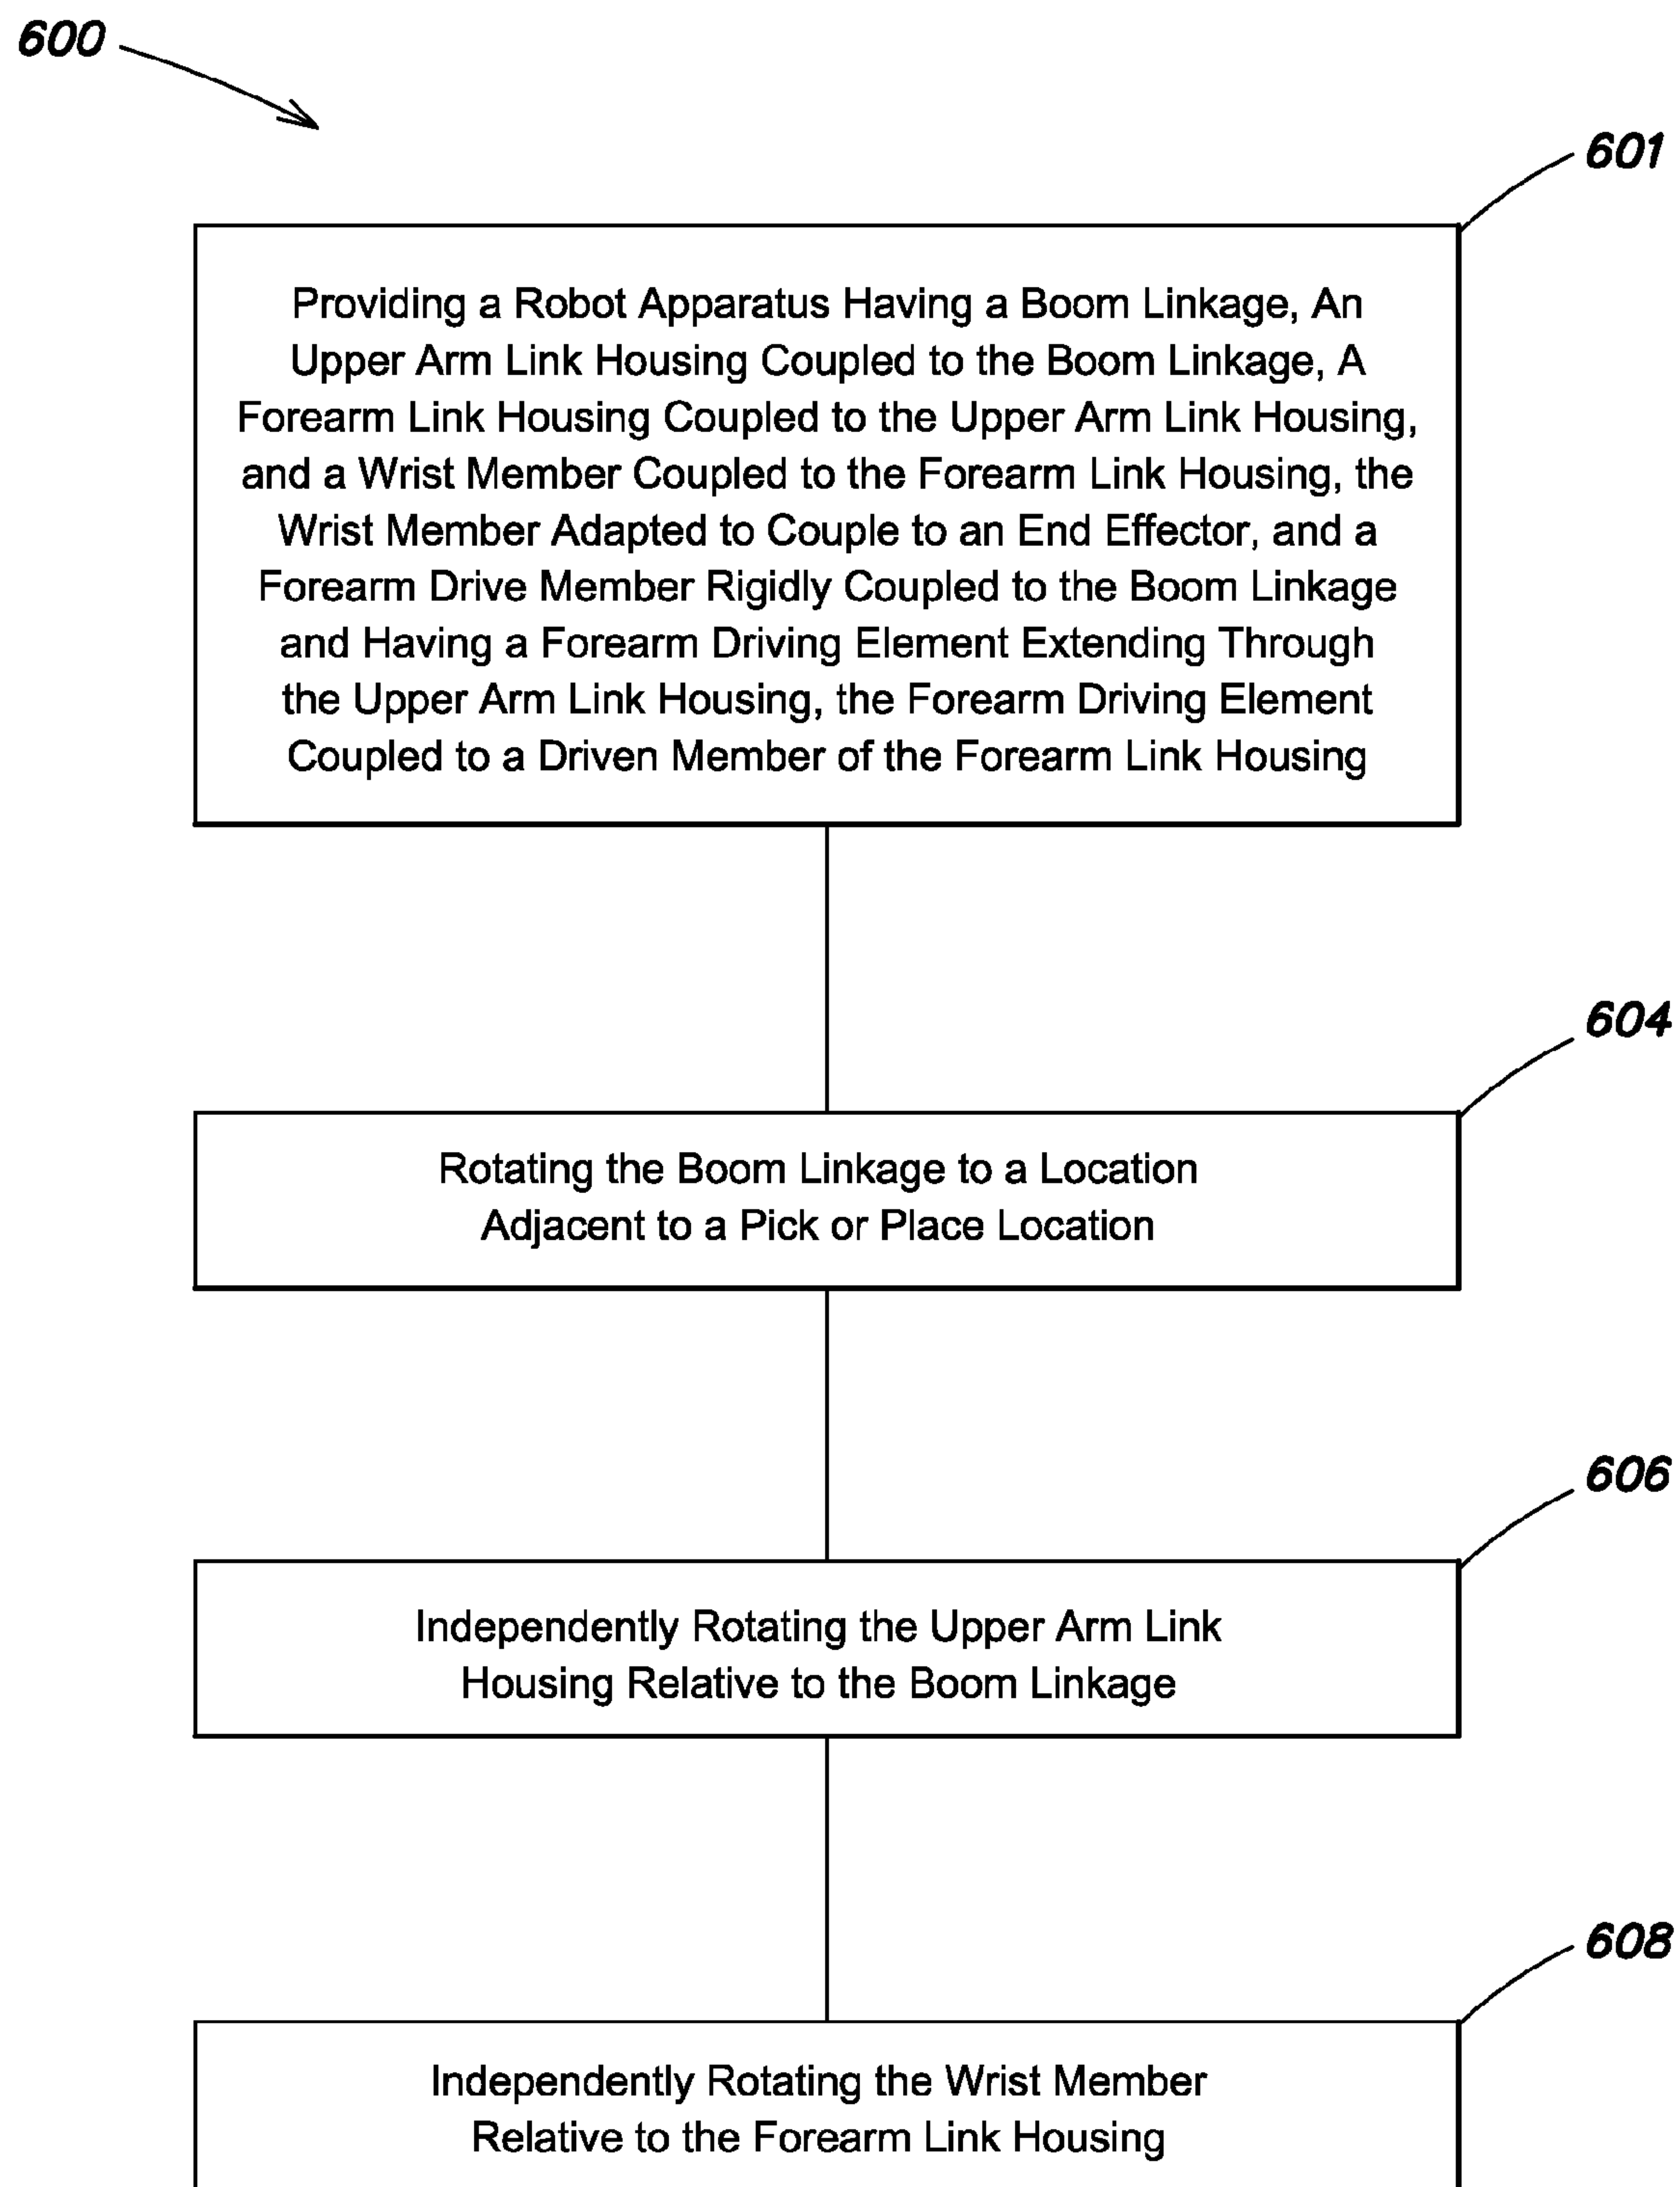 600
601
Providing a Robot Apparatus Having a Boom Linkage, An
Upper Arm Link Housing Coupled to the Boom Linkage, A
Forearm Link Housing Coupled to the Upper Arm Link Housing,
and a Wrist Member Coupled to the Forearm Link Housing, the
Wrist Member Adapted to Couple to an End Effector, and a
Forearm Drive Member Rigidly Coupled to the Boom Linkage
and Having a Forearm Driving Element Extending Through
the Upper Arm Link Housing, the Forearm Driving Element
Coupled to a Driven Member of the Forearm Link Housing
604
Rotating the Boom Linkage to a Location
Adjacent to a Pick or Place Location
606
Independently Rotating the Upper Arm Link
Housing Relative to the Boom Linkage
608
Independently Rotating the Wrist Member
Relative to the Forearm Link Housing